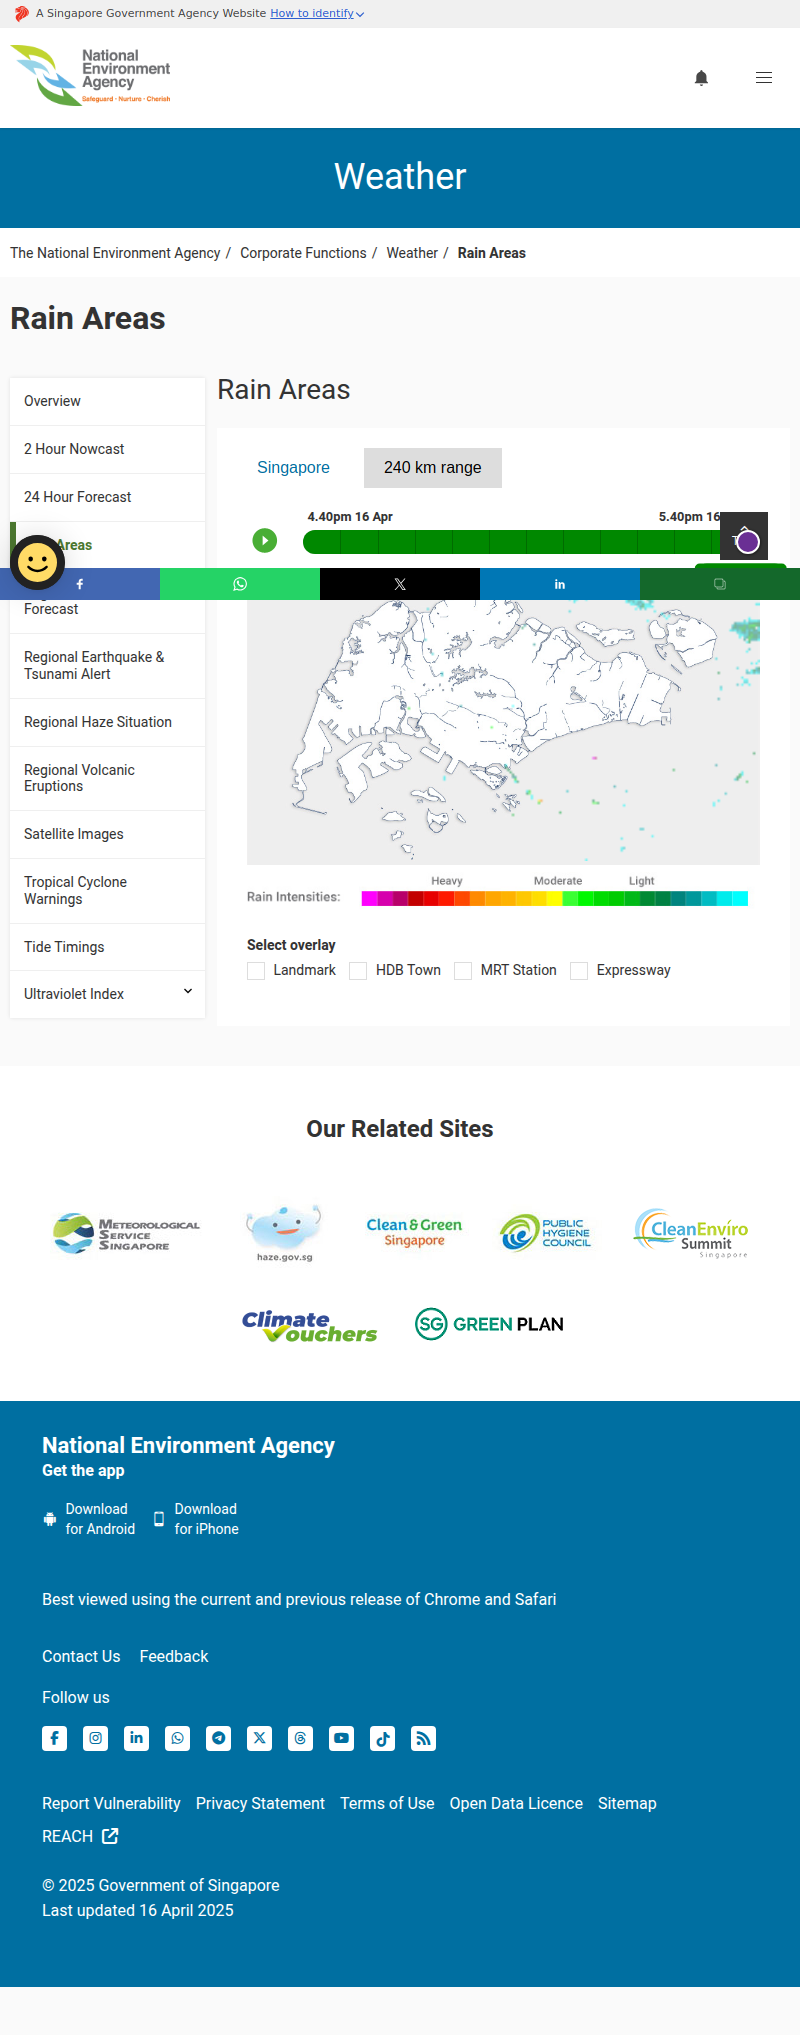 A Singapore Government Agency Website How to identify
National
Environment
Agency
Safeguard · Nurture · Cherish
Weather
The National Environment Agency / Corporate Functions / Weather / Rain Areas
Rain Areas
Overview
2 Hour Nowcast
24 Hour Forecast
Areas
Forecast
Regional Earthquake &
Tsunami Alert
Regional Haze Situation
Regional Volcanic
Eruptions
Satellite Images
Tropical Cyclone
Warnings
Tide Timings
Ultraviolet Index
Rain Areas
Singapore
240 km range
4.40pm 16 Apr
5.40pm 16
Heavy
Moderate
Light
Rain Intensities:
Select overlay
Landmark
HDB Town
MRT Station
Expressway
Our Related Sites
METEOROLOGICAL
SERVICE
SINGAPORE
haze.gov.sg
Clean & Green
Singapore
PUBLIC
HYGIENE
COUNCIL
CleanEnviro
Summit
Singapore
Climate
Vouchers
SG GREEN PLAN
National Environment Agency
Get the app
Download
for Android
Download
for iPhone
Best viewed using the current and previous release of Chrome and Safari
Contact Us
Feedback
Follow us
Report Vulnerability
Privacy Statement
Terms of Use
Open Data Licence
Sitemap
REACH
© 2025 Government of Singapore
Last updated 16 April 2025